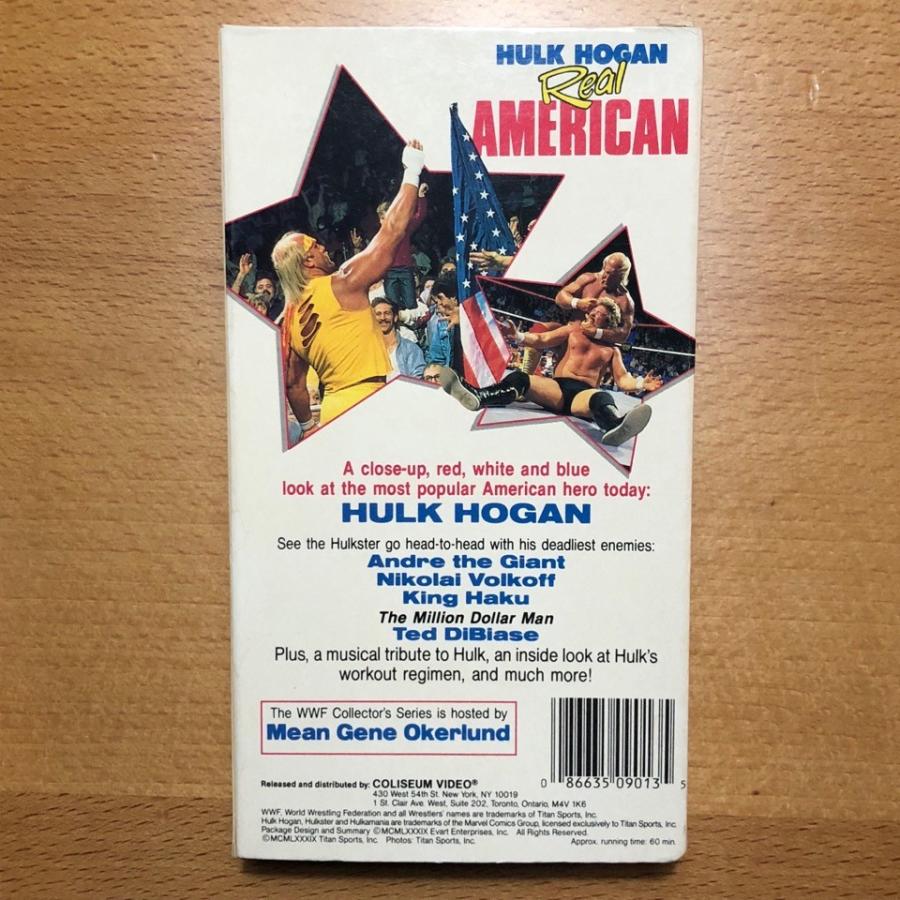 HULK HOGAN
Real
AMERICAN
A close-up, red, white and blue
look at the most popular American hero today:
HULK HOGAN
See the Hulkster go head-to-head with his deadliest enemies:
Andre the Giant
Nikolai Volkoff
King Haku
The Million Dollar Man
Ted DiBiase
Plus, a musical tribute to Hulk, an inside look at Hulk's
workout regimen, and much more!
The WWF Collector's Series is hosted by
Mean Gene Okerlund
0 86635 09013 5
Released and distributed by: COLISEUM VIDEO®
430 West 54th St. New York, NY 10019
1 St. Clair Ave. West, Suite 202, Toronto, Ontario, M4V 1K6
WWF, World Wrestling Federation and all Wrestlers' names are trademarks of Titan Sports, Inc.
Hulk Hogan, Hulkster and Hulkamania are trademarks of the Marvel Comics Group, licensed exclusively to Titan Sports, Inc.
Package Design and Summary ©MCMLXXXIX Evart Enterprises, Inc. All Rights Reserved.
©MCMLXXXIX Titan Sports, Inc. Photos: Titan Sports, Inc. Approx. running time: 60 min.